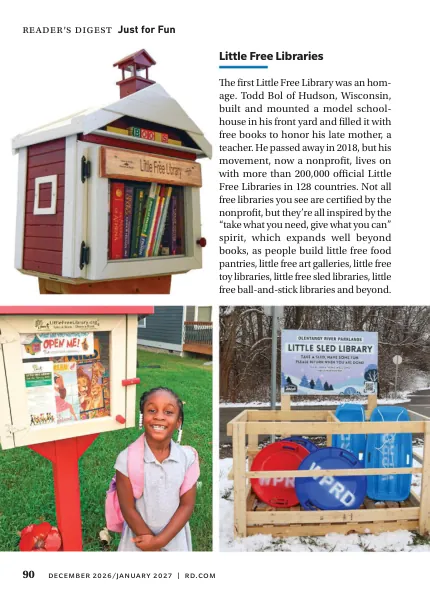 READER'S DIGEST Just for Fun
Little Free Libraries
The first Little Free Library was an hom-
age. Todd Bol of Hudson, Wisconsin,
built and mounted a model school-
house in his front yard and filled it with
free books to honor his late mother, a
teacher. He passed away in 2018, but his
movement, now a nonprofit, lives on
with more than 200,000 official Little
Free Libraries in 128 countries. Not all
free libraries you see are certified by the
nonprofit, but they're all inspired by the
“take what you need, give what you can”
spirit, which expands well beyond
books, as people build little free food
pantries, little free art galleries, little free
toy libraries, little free sled libraries, little
free ball-and-stick libraries and beyond.
BOOKS
Little Free Library
LittleFreeLibrary.org
OPEN ME!
READ
OLENTANGY RIVER PARKLANDS
LITTLE SLED LIBRARY
TAKE A SLED, HAVE SOME FUN
PLEASE RETURN WHEN YOU ARE DONE!
WPRD
WPRD
90 DECEMBER 2026/JANUARY 2027 | RD.COM